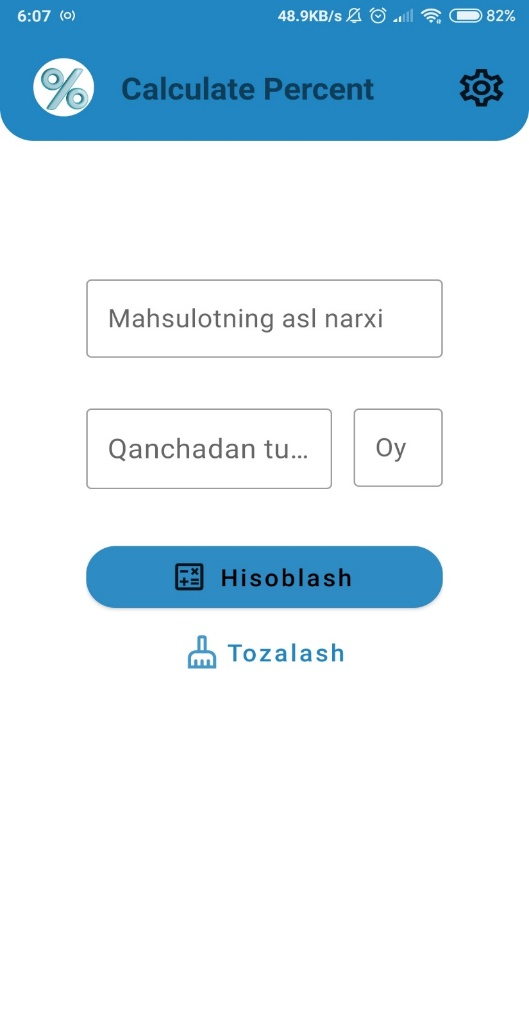 6:07 48.9KB/s 82%
Calculate Percent
Mahsulotning asl narxi
Qanchadan tu... Oy
Hisoblash
Tozalash